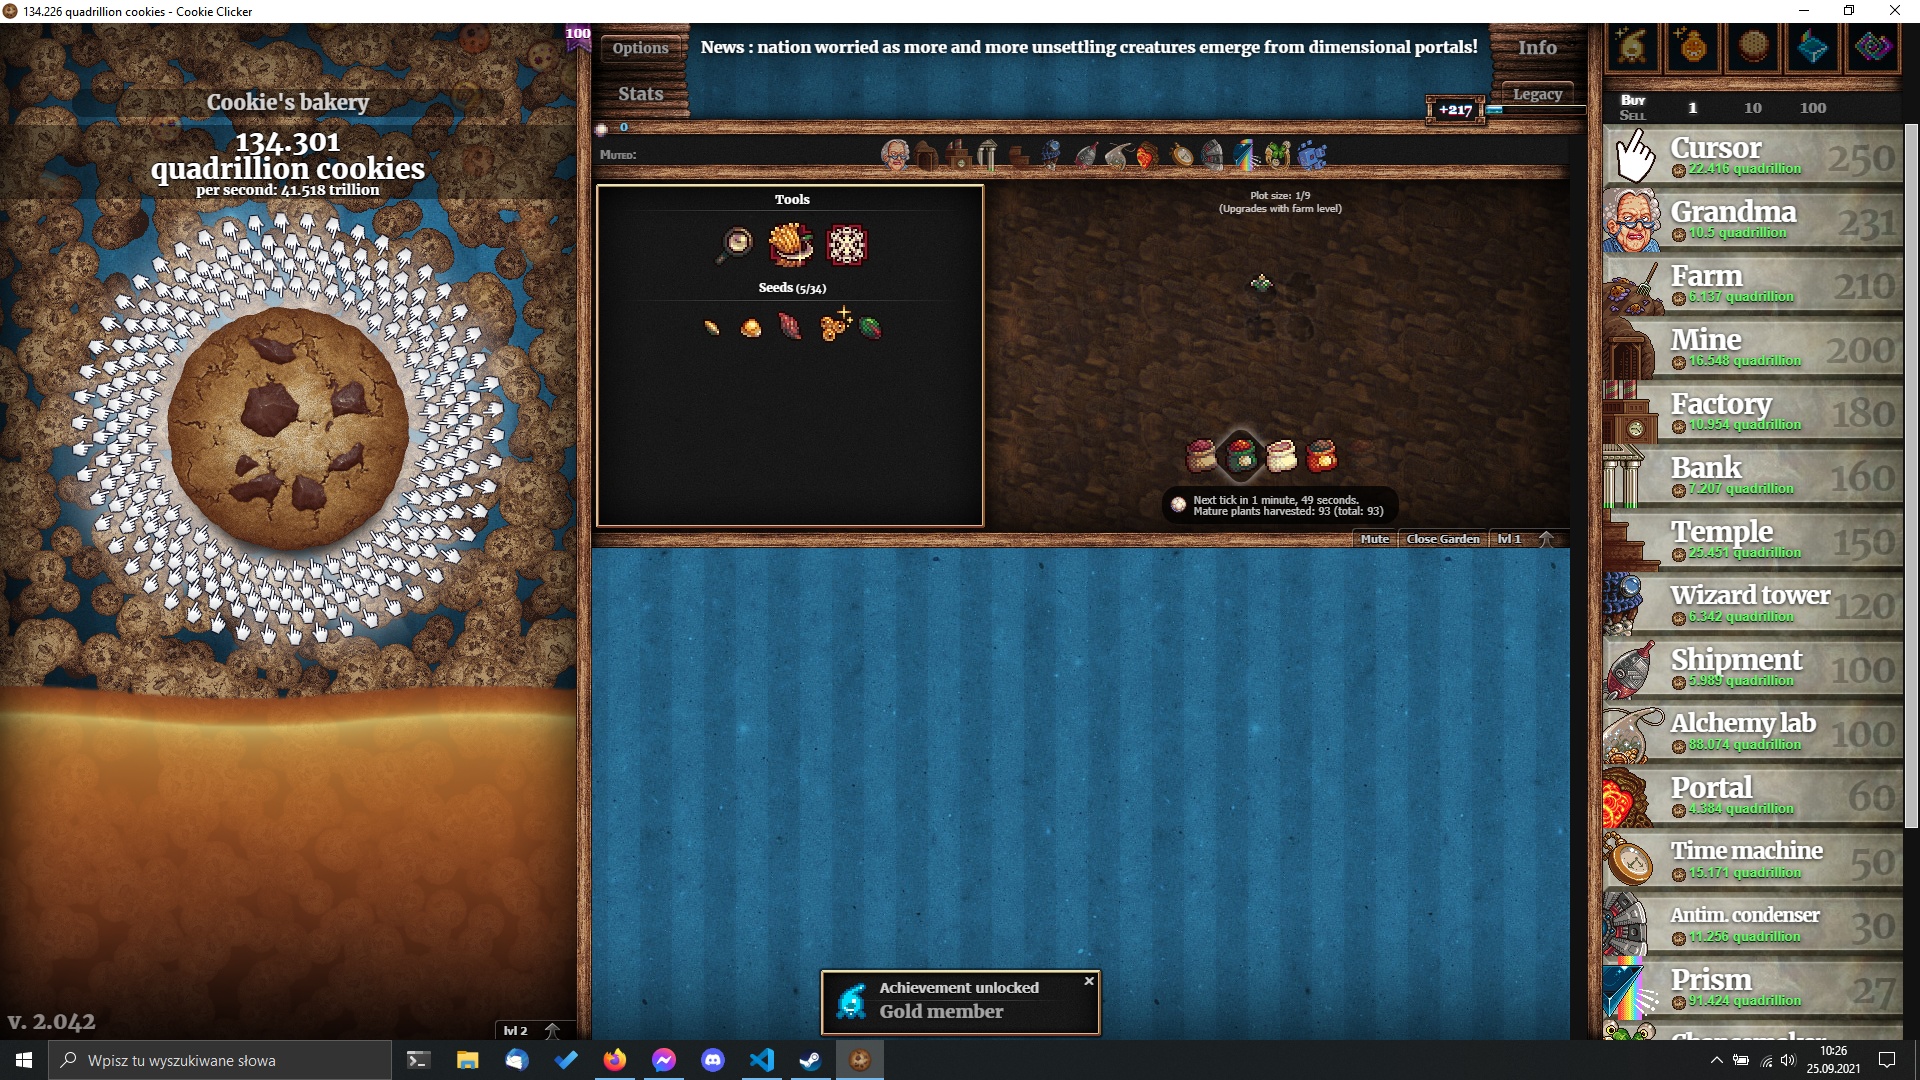 134.226 quadrillion cookies - Cookie Clicker
100
Options
News : nation worried as more and more unsettling creatures emerge from dimensional portals!
Info
Stats
Legacy
+217
Cookie's bakery
134.301
quadrillion cookies
per second: 41.518 trillion
0
Muted:
Tools
Seeds (5/34)
Plot size: 1/9
(Upgrades with farm level)
Next tick in 1 minute, 49 seconds.
Mature plants harvested: 93 (total: 93)
Mute
Close Garden
lvl 1
Buy
Sell
1
10
100
Cursor
22.416 quadrillion
250
Grandma
10.5 quadrillion
231
Farm
6.137 quadrillion
210
Mine
16.548 quadrillion
200
Factory
10.954 quadrillion
180
Bank
7.207 quadrillion
160
Temple
25.451 quadrillion
150
Wizard tower
6.342 quadrillion
120
Shipment
5.989 quadrillion
100
Alchemy lab
88.074 quadrillion
100
Portal
4.384 quadrillion
60
Time machine
15.171 quadrillion
50
Antim. condenser
11.256 quadrillion
30
Prism
91.424 quadrillion
27
Achievement unlocked
Gold member
v. 2.042
lvl 2
Wpisz tu wyszukiwane słowa
10:26
25.09.2021